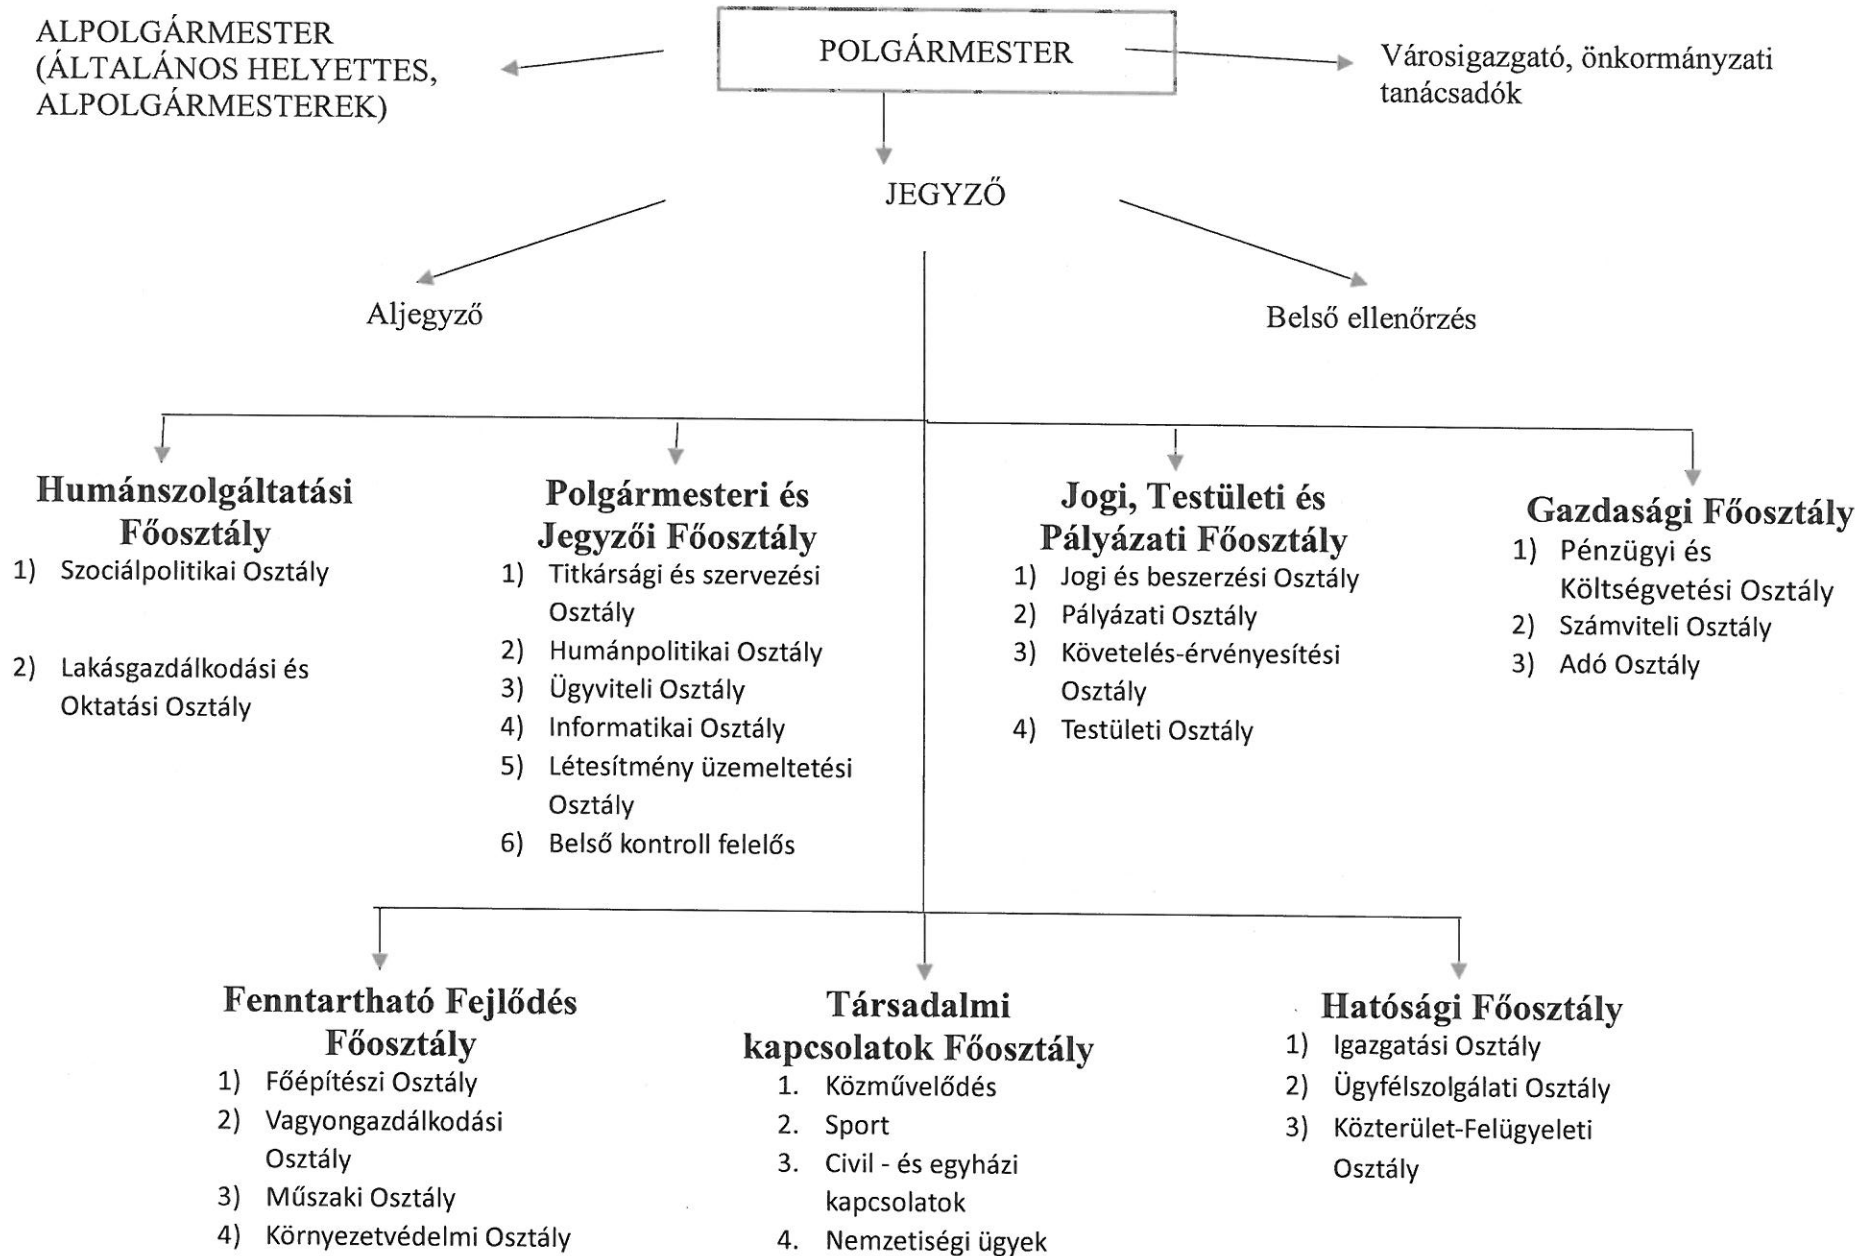 ALPOLGÁRMESTER
(ÁLTALÁNOS HELYETTES,
ALPOLGÁRMESTEREK)
POLGÁRMESTER
Városigazgató, önkormányzati
tanácsadók
JEGYZŐ
Aljegyző
Belső ellenőrzés
Humánszolgáltatási
Főosztály
1) Szociálpolitikai Osztály
2) Lakásgazdálkodási és
Oktatási Osztály
Polgármesteri és
Jegyzői Főosztály
1) Titkársági és szervezési
Osztály
2) Humánpolitikai Osztály
3) Ügyviteli Osztály
4) Informatikai Osztály
5) Létesítmény üzemeltetési
Osztály
6) Belső kontroll felelős
Jogi, Testületi és
Pályázati Főosztály
1) Jogi és beszerzési Osztály
2) Pályázati Osztály
3) Követelés-érvényesítési
Osztály
4) Testületi Osztály
Gazdasági Főosztály
1) Pénzügyi és
Költségvetési Osztály
2) Számviteli Osztály
3) Adó Osztály
Fenntartható Fejlődés
Főosztály
1) Főépítészi Osztály
2) Vagyongazdálkodási
Osztály
3) Műszaki Osztály
4) Környezetvédelmi Osztály
Társadalmi
kapcsolatok Főosztály
1. Közművelődés
2. Sport
3. Civil - és egyházi
kapcsolatok
4. Nemzetiségi ügyek
Hatósági Főosztály
1) Igazgatási Osztály
2) Ügyfélszolgálati Osztály
3) Közterület-Felügyeleti
Osztály